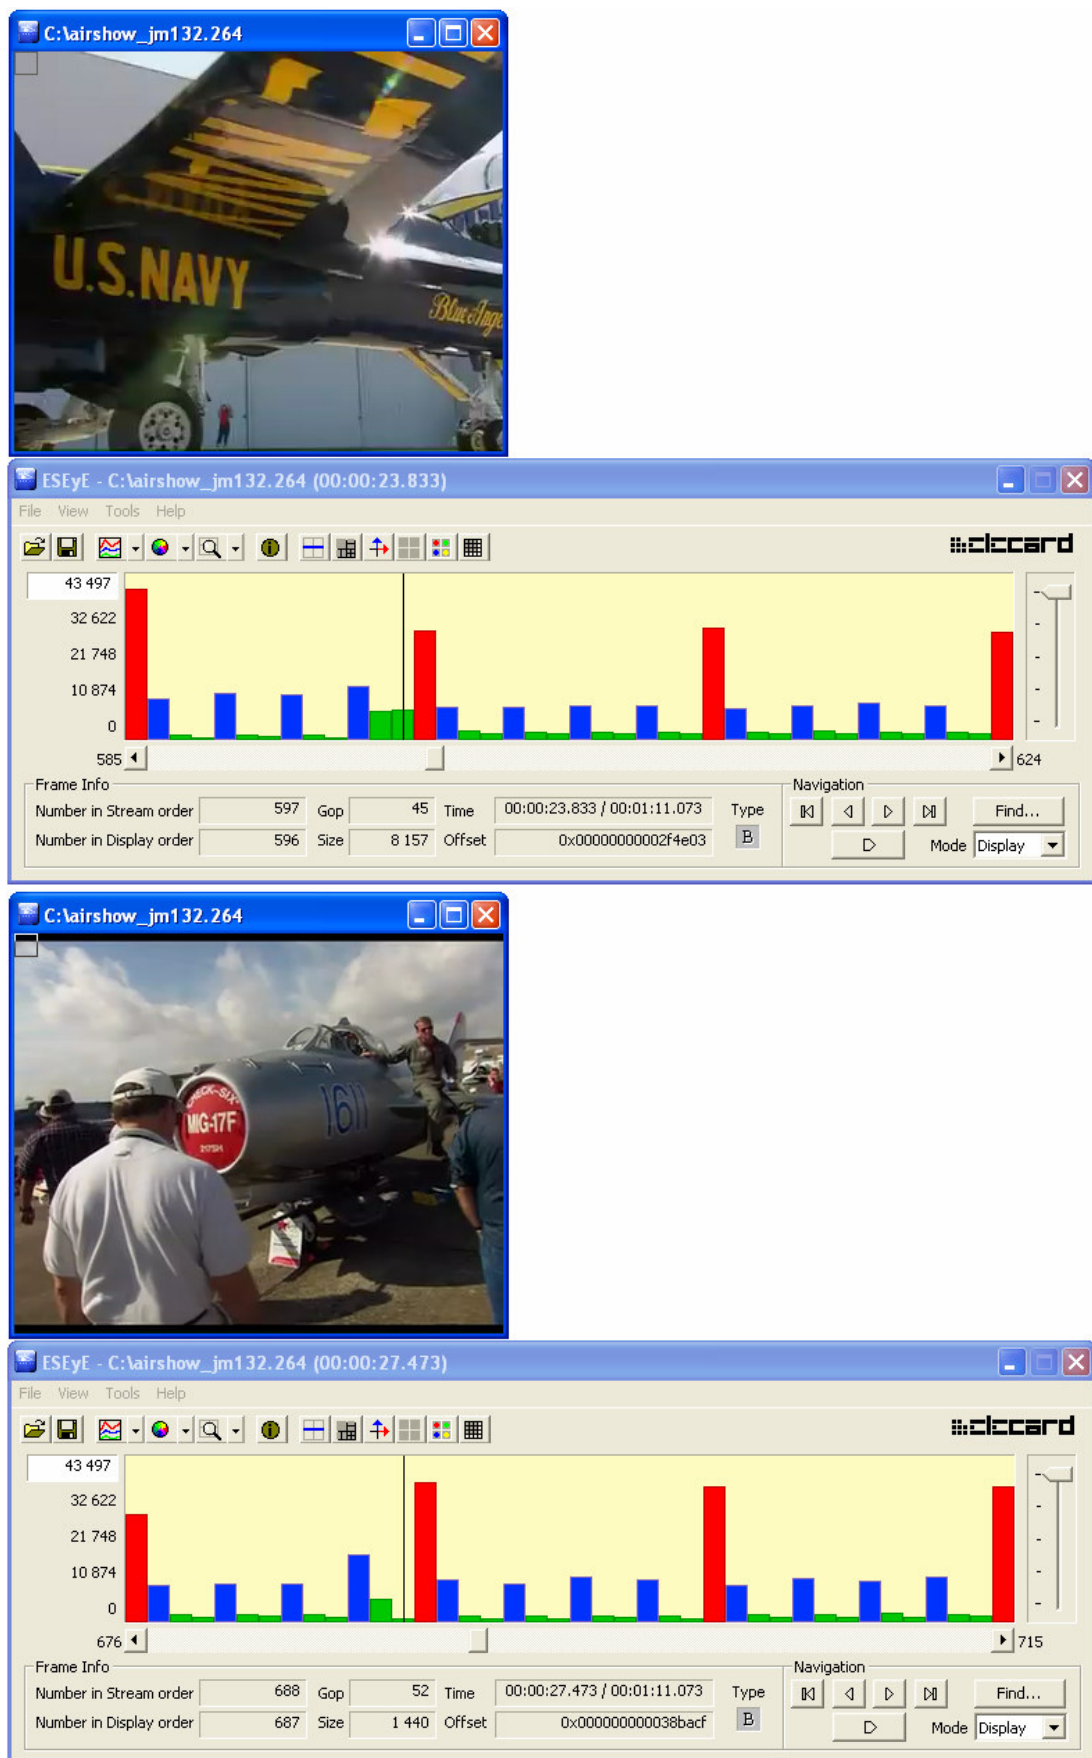 C:\airshow_jm132.264
NAVY
U.S.NAVY
Blue Ange
ESEyE - C:\airshow_jm132.264 (00:00:23.833)
File View Tools Help
elecard
43 497
32 622
21 748
10 874
0
585 624
Frame Info Navigation
Number in Stream order 597 Gop 45 Time 00:00:23.833 / 00:01:11.073 Type Find...
Number in Display order 596 Size 8 157 Offset 0x00000000002f4e03 B Mode Display
C:\airshow_jm132.264
CHECK-SIX
MIG-17F
1611
ESEyE - C:\airshow_jm132.264 (00:00:27.473)
File View Tools Help
elecard
43 497
32 622
21 748
10 874
0
676 715
Frame Info Navigation
Number in Stream order 688 Gop 52 Time 00:00:27.473 / 00:01:11.073 Type Find...
Number in Display order 687 Size 1 440 Offset 0x000000000038bacf B Mode Display